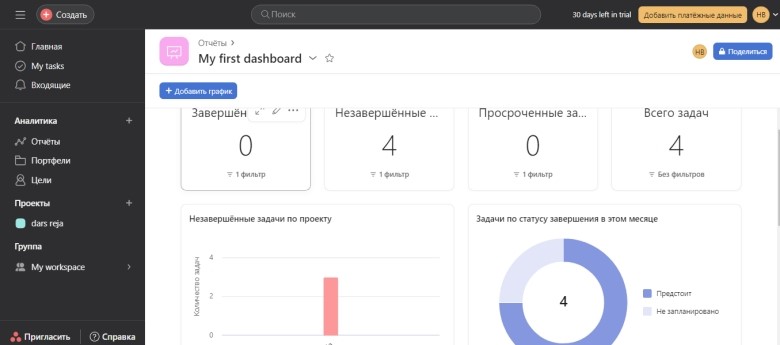 Создать
Поиск
30 days left in trial
Добавить платёжные данные
НВ
Главная
My tasks
Входящие
Аналитика
Отчёты
Портфели
Цели
Проекты
dars reja
Группа
My workspace
Пригласить
Справка
Отчёты
My first dashboard
НВ
Поделиться
+ Добавить график
Завершён
0
1 фильтр
Незавершённые ...
4
1 фильтр
Просроченные за...
0
1 фильтр
Всего задач
4
Без фильтров
Незавершённые задачи по проекту
Количество задач
4
2
0
Задачи по статусу завершения в этом месяце
4
Предстоит
Не запланировано